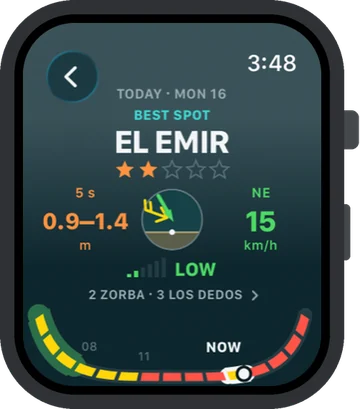 3:48
TODAY · MON 16
BEST SPOT
EL EMIR
5 s
NE
0.9–1.4
15
m
km/h
LOW
2 ZORBA · 3 LOS DEDOS >
08
11
NOW